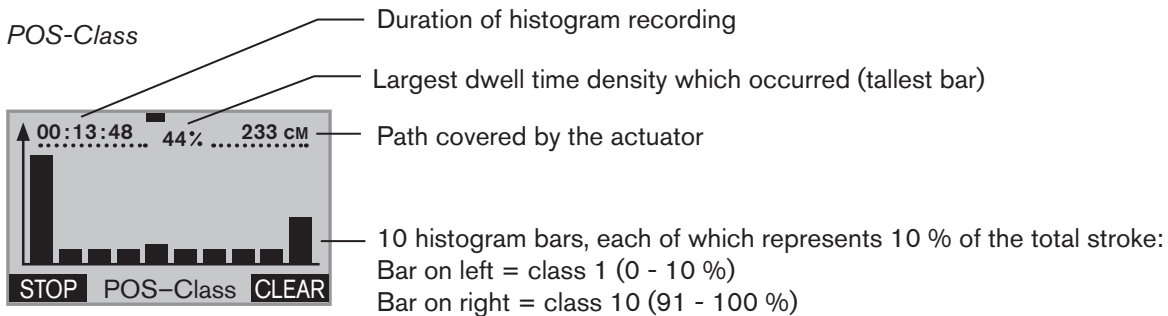 POS-Class
Duration of histogram recording
Largest dwell time density which occurred (tallest bar)
00:13:48 44% 233 CM
Path covered by the actuator
10 histogram bars, each of which represents 10 % of the total stroke:
Bar on left = class 1 (0 - 10 %)
Bar on right = class 10 (91 - 100 %)
STOP POS–Class CLEAR